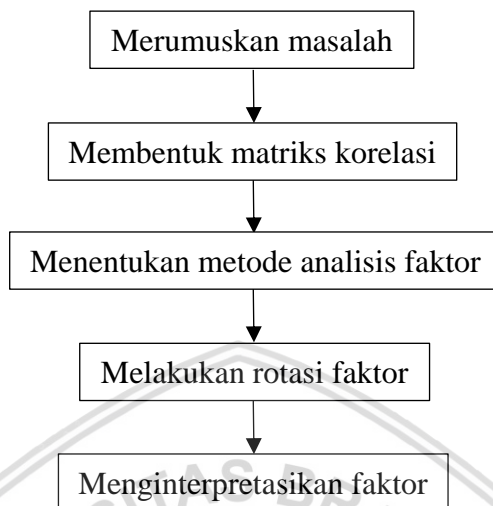 Merumuskan masalah
Membentuk matriks korelasi
Menentukan metode analisis faktor
Melakukan rotasi faktor
Menginterpretasikan faktor